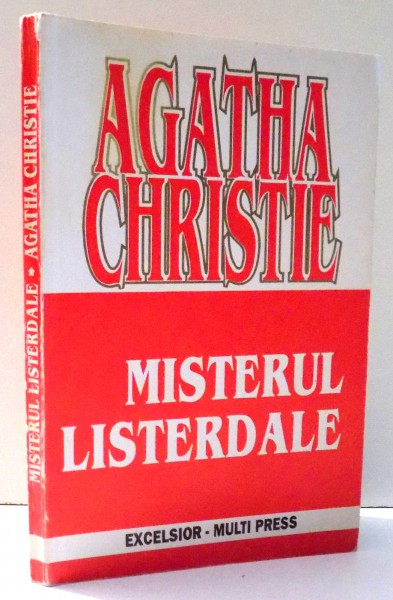 AGATHA
CHRISTIE
MISTERUL
LISTERDALE
EXCELSIOR - MULTI PRESS
MISTERUL LISTERDALE * AGATHA CHRISTIE